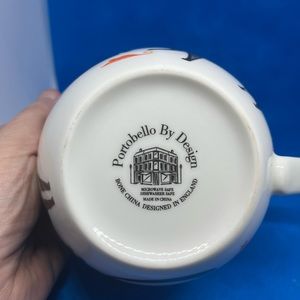 Portobello By Design
MICROWAVE SAFE
DISHWASHER SAFE
MADE IN CHINA
BONE CHINA DESIGNED IN ENGLAND